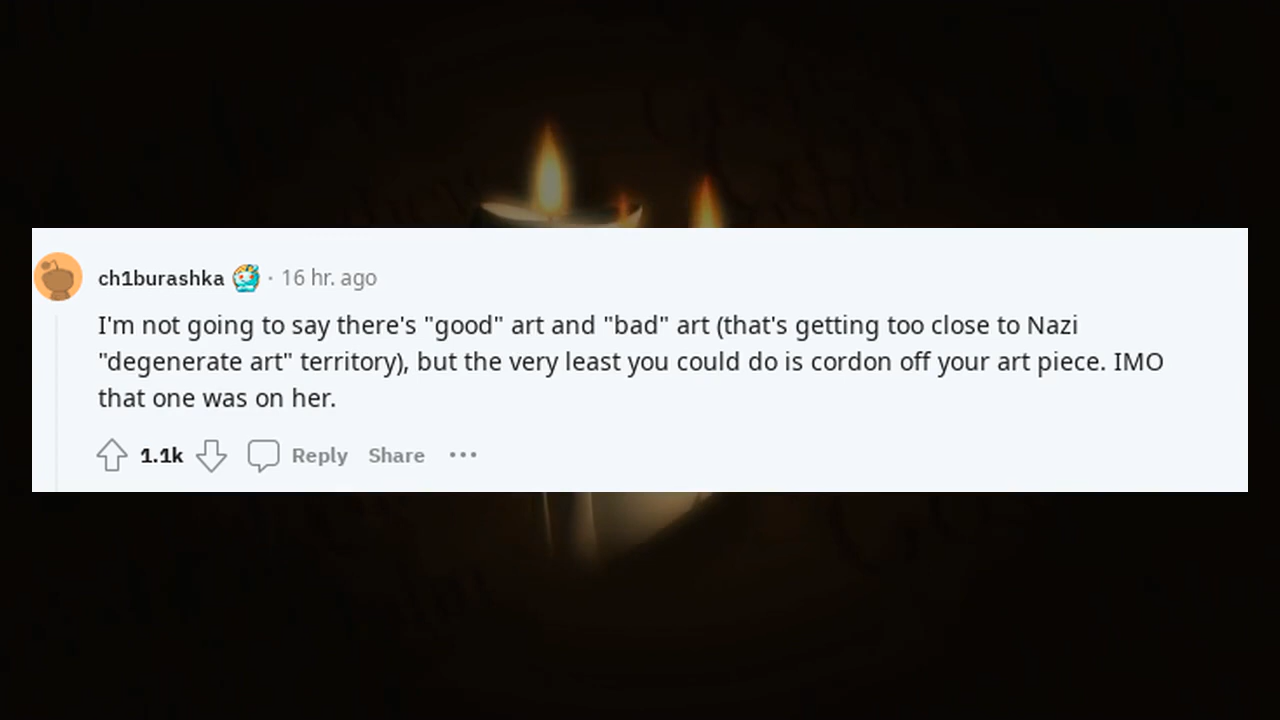 ch1burashka · 16 hr. ago
I'm not going to say there's "good" art and "bad" art (that's getting too close to Nazi
"degenerate art" territory), but the very least you could do is cordon off your art piece. IMO
that one was on her.
1.1k Reply Share ···